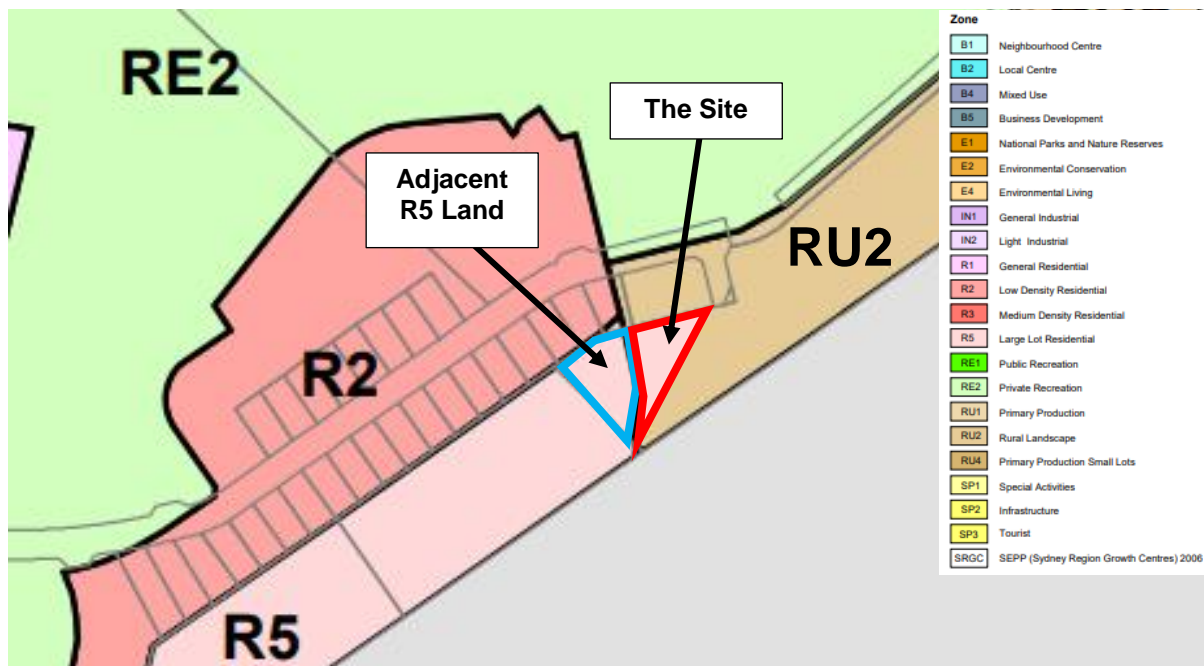 RE2
The Site
Adjacent
R5 Land
RU2
R2
R5
Zone
B1 Neighbourhood Centre
B2 Local Centre
B4 Mixed Use
B5 Business Development
E1 National Parks and Nature Reserves
E2 Environmental Conservation
E4 Environmental Living
IN1 General Industrial
IN2 Light Industrial
R1 General Residential
R2 Low Density Residential
R3 Medium Density Residential
R5 Large Lot Residential
RE1 Public Recreation
RE2 Private Recreation
RU1 Primary Production
RU2 Rural Landscape
RU4 Primary Production Small Lots
SP1 Special Activities
SP2 Infrastructure
SP3 Tourist
SRGC SEPP (Sydney Region Growth Centres) 2006